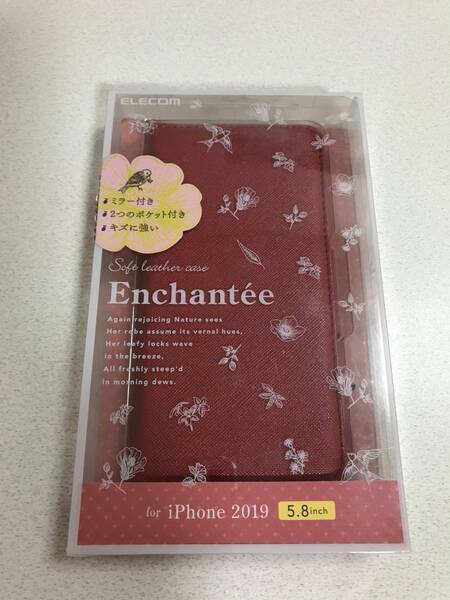 ELECOM
ミラー付き
2つのポケット付き
キズに強い
Soft leather case
Enchantée
Again rejoicing Nature sees
Her robe assume its vernal hues,
Her leafy locks wave
in the breeze,
All freshly steep'd
in morning dews.
for iPhone 2019 5.8inch